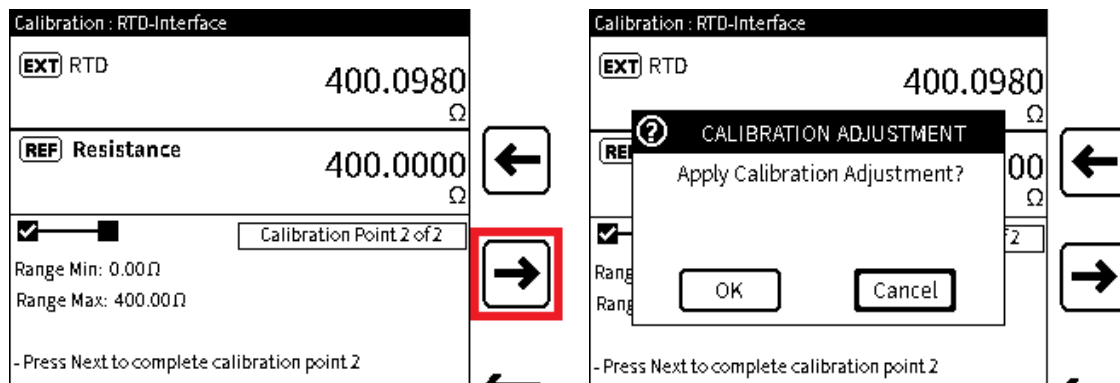 Calibration : RTD-Interface
EXT RTD
400.0980
Ω
REF Resistance
400.0000
Ω
Calibration Point 2 of 2
Range Min: 0.00Ω
Range Max: 400.00Ω
- Press Next to complete calibration point 2
Calibration : RTD-Interface
EXT RTD
400.0980
Ω
CALIBRATION ADJUSTMENT
Apply Calibration Adjustment?
OK Cancel
00
Ω
- Press Next to complete calibration point 2